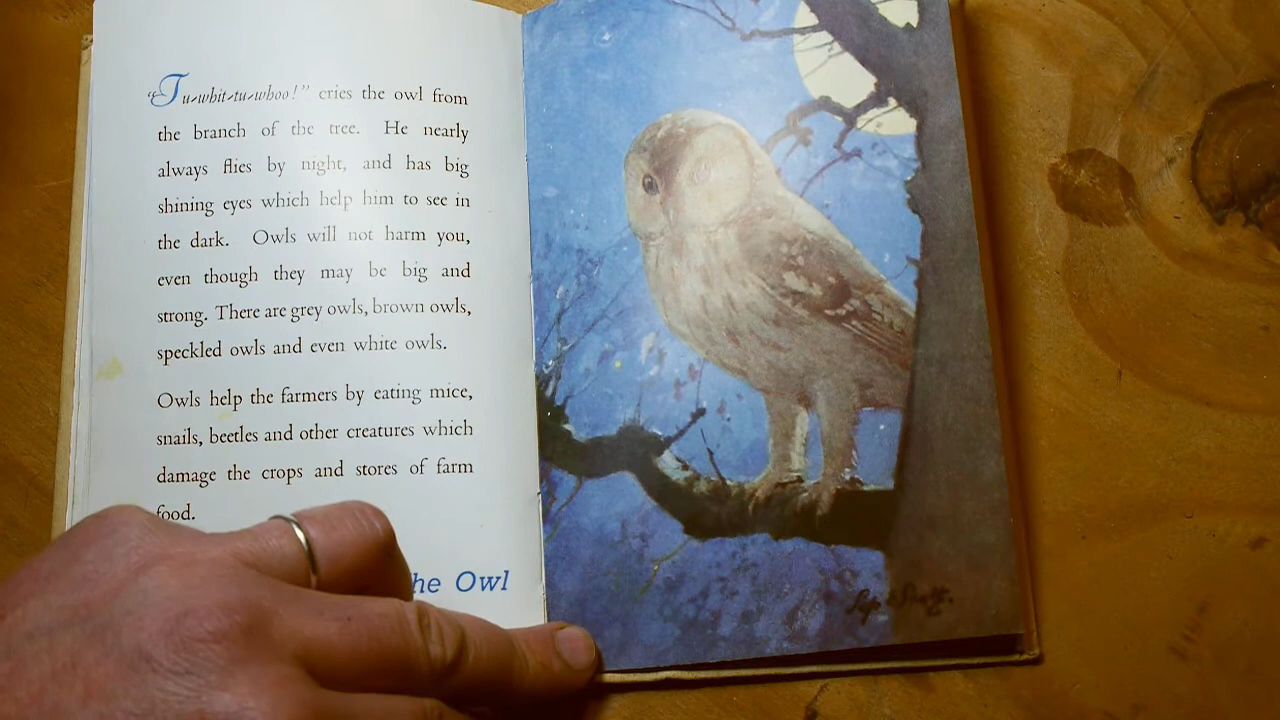 "Tu-whit-tu-whoo!" cries the owl from
the branch of the tree. He nearly
always flies by night, and has big
shining eyes which help him to see in
the dark. Owls will not harm you,
even though they may be big and
strong. There are grey owls, brown owls,
speckled owls and even white owls.
Owls help the farmers by eating mice,
snails, beetles and other creatures which
damage the crops and stores of farm
food.
he Owl